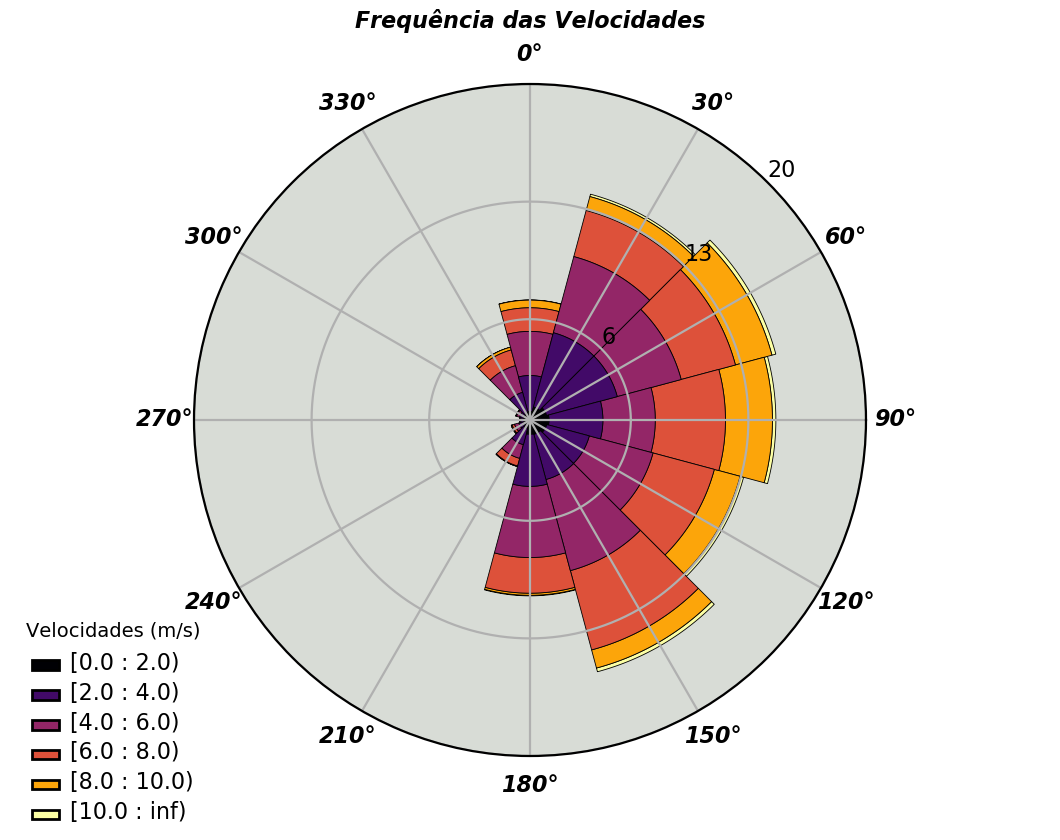 Frequência das Velocidades
0°
330°
30°
20
300°
60°
13
6
270°
90°
240°
120°
210°
150°
180°
Velocidades (m/s)
[0.0 : 2.0)
[2.0 : 4.0)
[4.0 : 6.0)
[6.0 : 8.0)
[8.0 : 10.0)
[10.0 : inf)